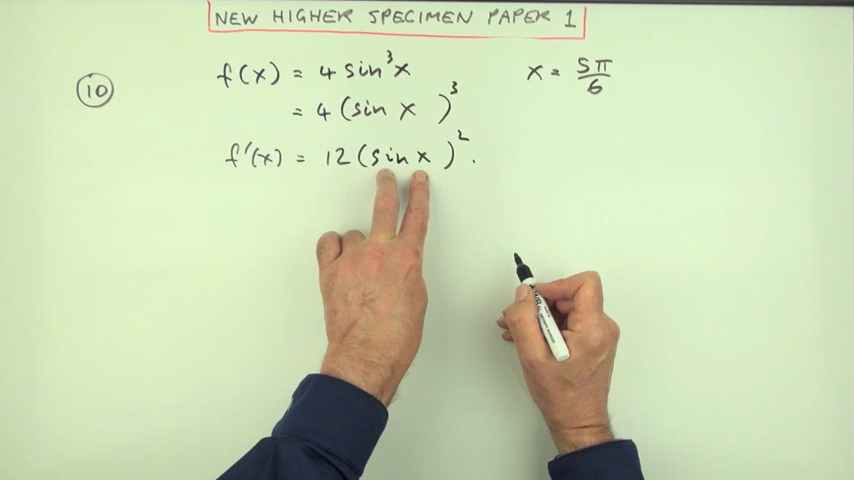 NEW HIGHER SPECIMEN PAPER 1
10 f(x) = 4 sin³x x = 5π/6
= 4 (sin x )³
f'(x) = 12 (sin x )² .